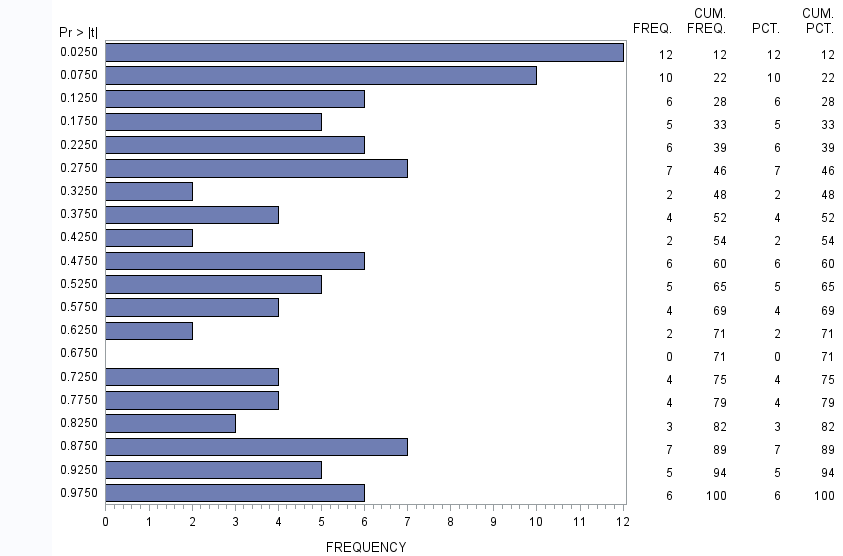 CUM. CUM.
Pr > |t| FREQ. FREQ. PCT. PCT.
0.0250 12 12 12 12
0.0750 10 22 10 22
0.1250 6 28 6 28
0.1750 5 33 5 33
0.2250 6 39 6 39
0.2750 7 46 7 46
0.3250 2 48 2 48
0.3750 4 52 4 52
0.4250 2 54 2 54
0.4750 6 60 6 60
0.5250 5 65 5 65
0.5750 4 69 4 69
0.6250 2 71 2 71
0.6750 0 71 0 71
0.7250 4 75 4 75
0.7750 4 79 4 79
0.8250 3 82 3 82
0.8750 7 89 7 89
0.9250 5 94 5 94
0.9750 6 100 6 100
0 1 2 3 4 5 6 7 8 9 10 11 12
FREQUENCY